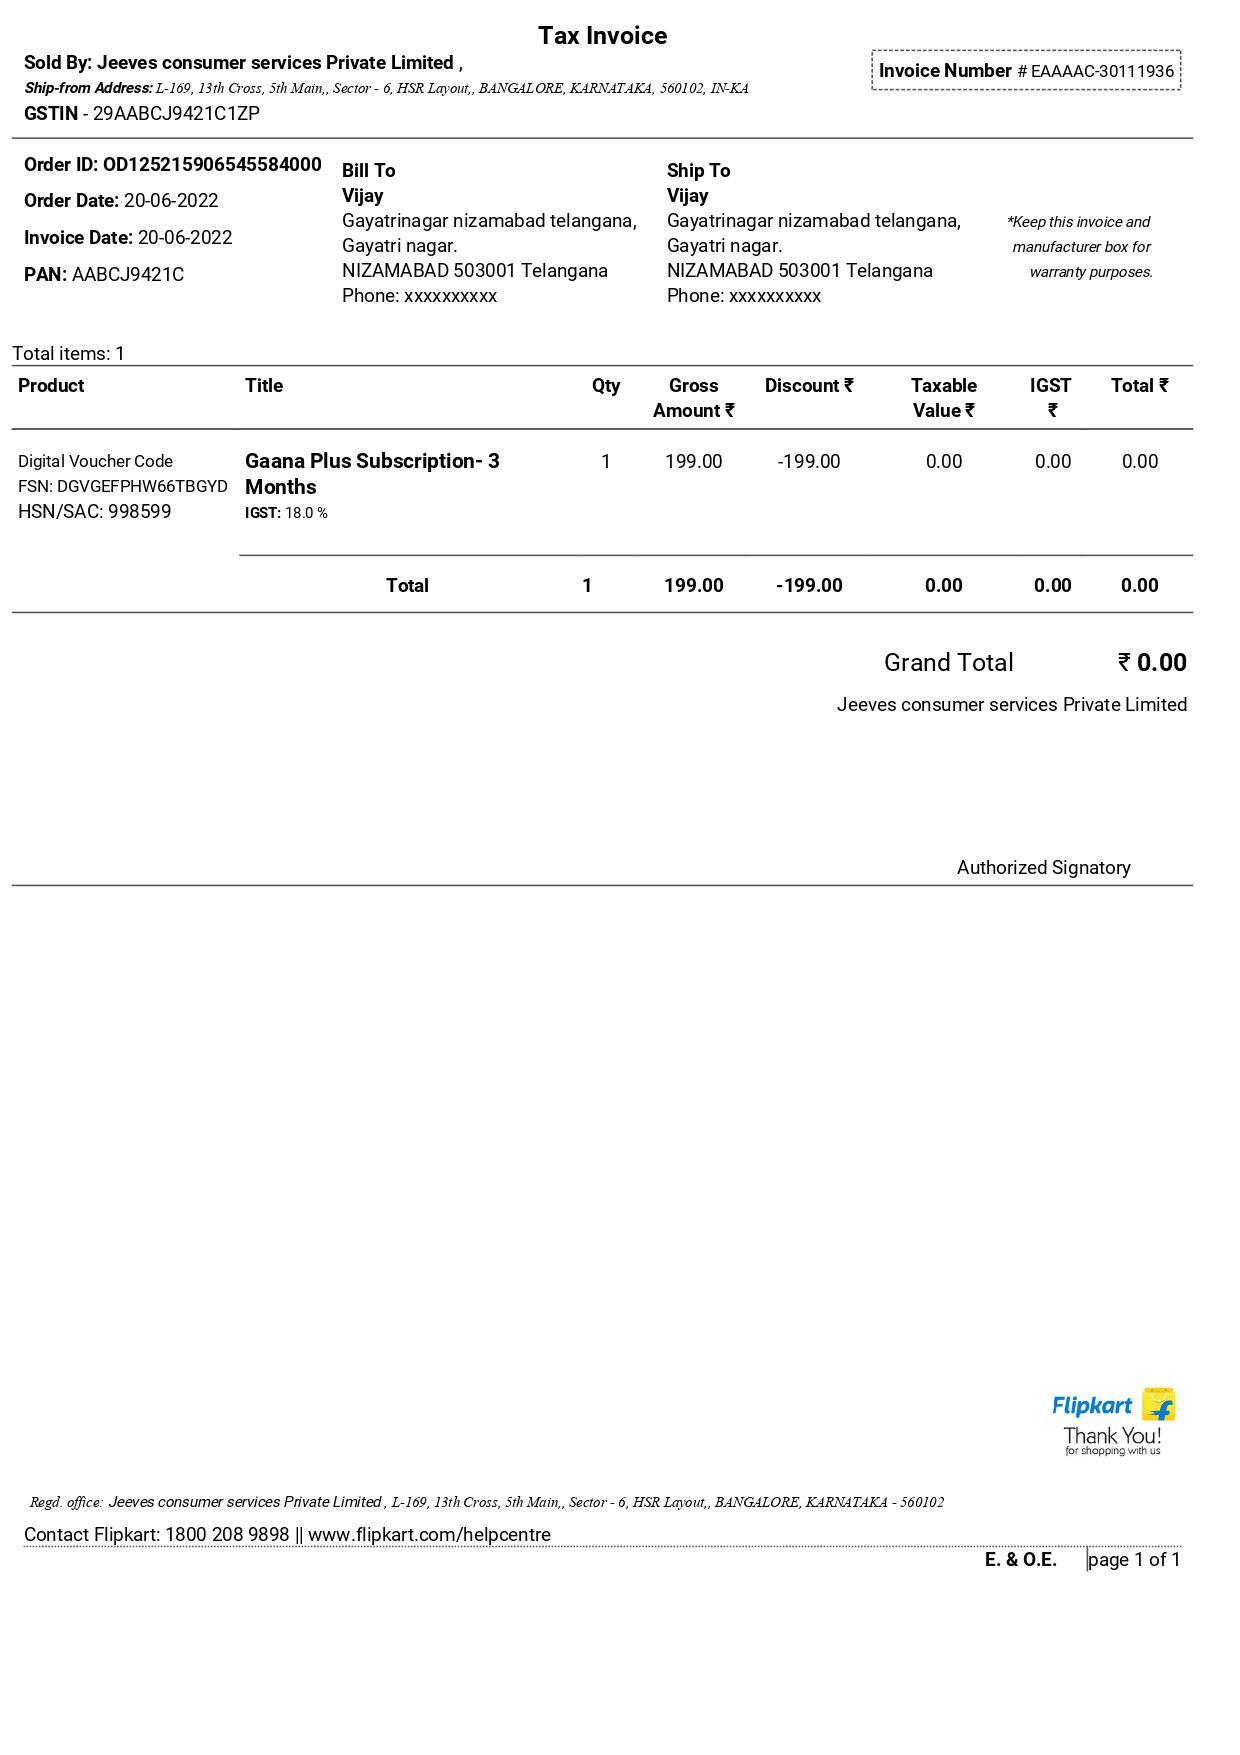 Tax Invoice
Sold By: Jeeves consumer services Private Limited ,
Ship-from Address: L-169, 13th Cross, 5th Main,, Sector - 6, HSR Layout,, BANGALORE, KARNATAKA, 560102, IN-KA
GSTIN - 29AABCJ9421C1ZP
Invoice Number # EAAAAC-30111936
Order ID: OD125215906545584000
Order Date: 20-06-2022
Invoice Date: 20-06-2022
PAN: AABCJ9421C
Bill To
Vijay
Gayatrinagar nizamabad telangana,
Gayatri nagar.
NIZAMABAD 503001 Telangana
Phone: xxxxxxxxxx
Ship To
Vijay
Gayatrinagar nizamabad telangana,
Gayatri nagar.
NIZAMABAD 503001 Telangana
Phone: xxxxxxxxxx
*Keep this invoice and
manufacturer box for
warranty purposes.
Total items: 1
Product Title Qty Gross Discount ₹ Taxable IGST Total ₹
Amount ₹ Value ₹ ₹
Digital Voucher Code Gaana Plus Subscription- 3 1 199.00 -199.00 0.00 0.00 0.00
FSN: DGVGEFPHW66TBGYD Months
HSN/SAC: 998599 IGST: 18.0 %
Total 1 199.00 -199.00 0.00 0.00 0.00
Grand Total ₹ 0.00
Jeeves consumer services Private Limited
Authorized Signatory
Flipkart
Thank You!
for shopping with us
Regd. office: Jeeves consumer services Private Limited , L-169, 13th Cross, 5th Main,, Sector - 6, HSR Layout,, BANGALORE, KARNATAKA - 560102
Contact Flipkart: 1800 208 9898 || www.flipkart.com/helpcentre
E. & O.E. page 1 of 1